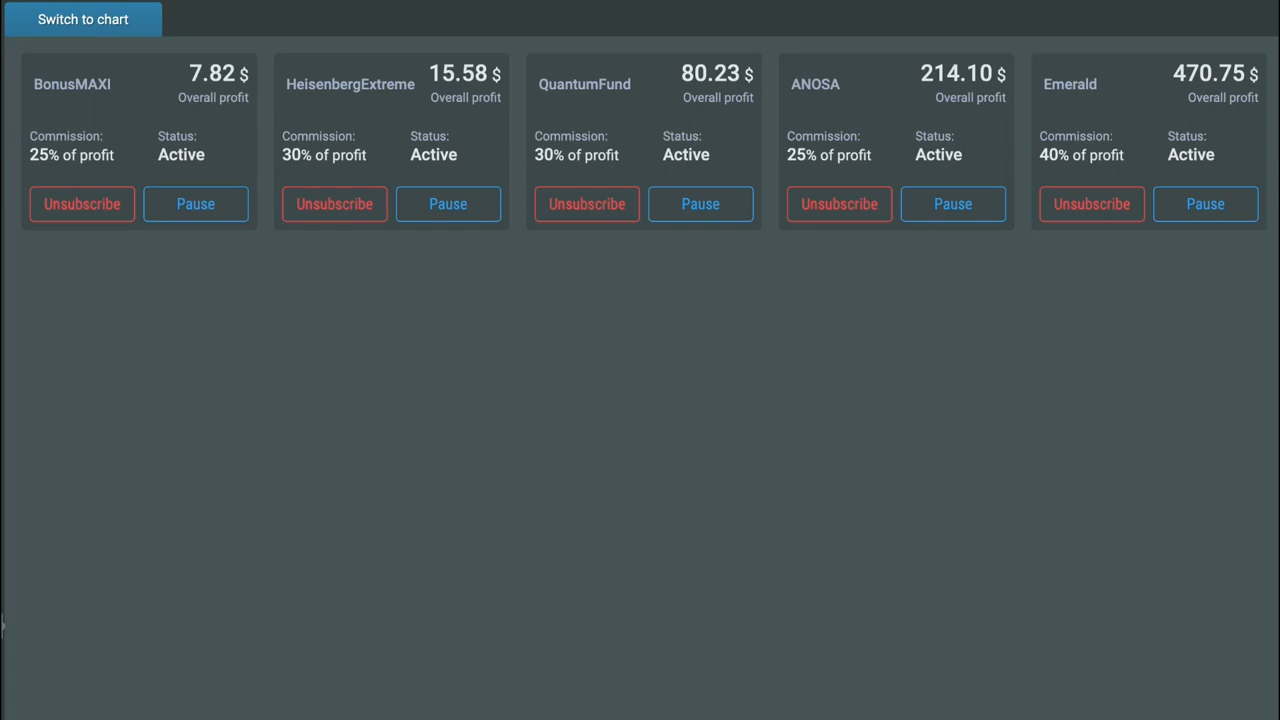 Switch to chart
BonusMAXI
7.82 $
Overall profit
Commission:
25% of profit
Status:
Active
Unsubscribe
Pause
HeisenbergExtreme
15.58 $
Overall profit
Commission:
30% of profit
Status:
Active
Unsubscribe
Pause
QuantumFund
80.23 $
Overall profit
Commission:
30% of profit
Status:
Active
Unsubscribe
Pause
ANOSA
214.10 $
Overall profit
Commission:
25% of profit
Status:
Active
Unsubscribe
Pause
Emerald
470.75 $
Overall profit
Commission:
40% of profit
Status:
Active
Unsubscribe
Pause